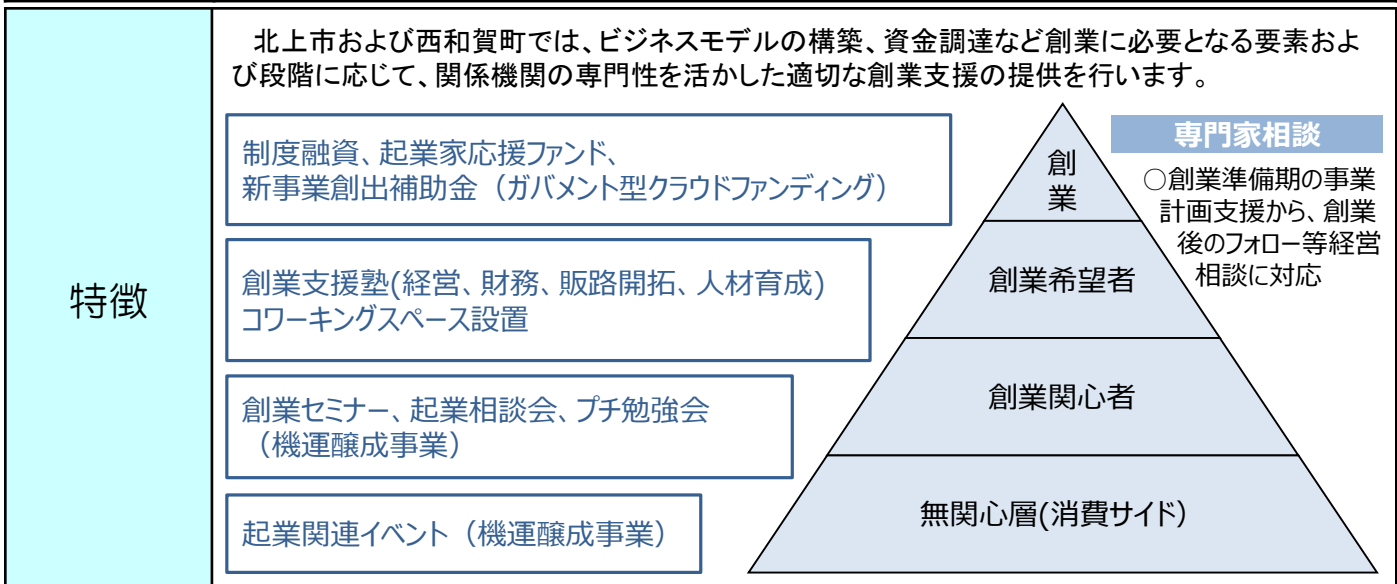 特徴
北上市および西和賀町では、ビジネスモデルの構築、資金調達など創業に必要となる要素およ
び段階に応じて、関係機関の専門性を活かした適切な創業支援の提供を行います。
制度融資、起業家応援ファンド、
新事業創出補助金（ガバメント型クラウドファンディング）
創業支援塾(経営、財務、販路開拓、人材育成)
コワーキングスペース設置
創業セミナー、起業相談会、プチ勉強会
（機運醸成事業）
起業関連イベント（機運醸成事業）
創
業
創業希望者
創業関心者
無関心層(消費サイド）
専門家相談
○創業準備期の事業
計画支援から、創業
後のフォロー等経営
相談に対応